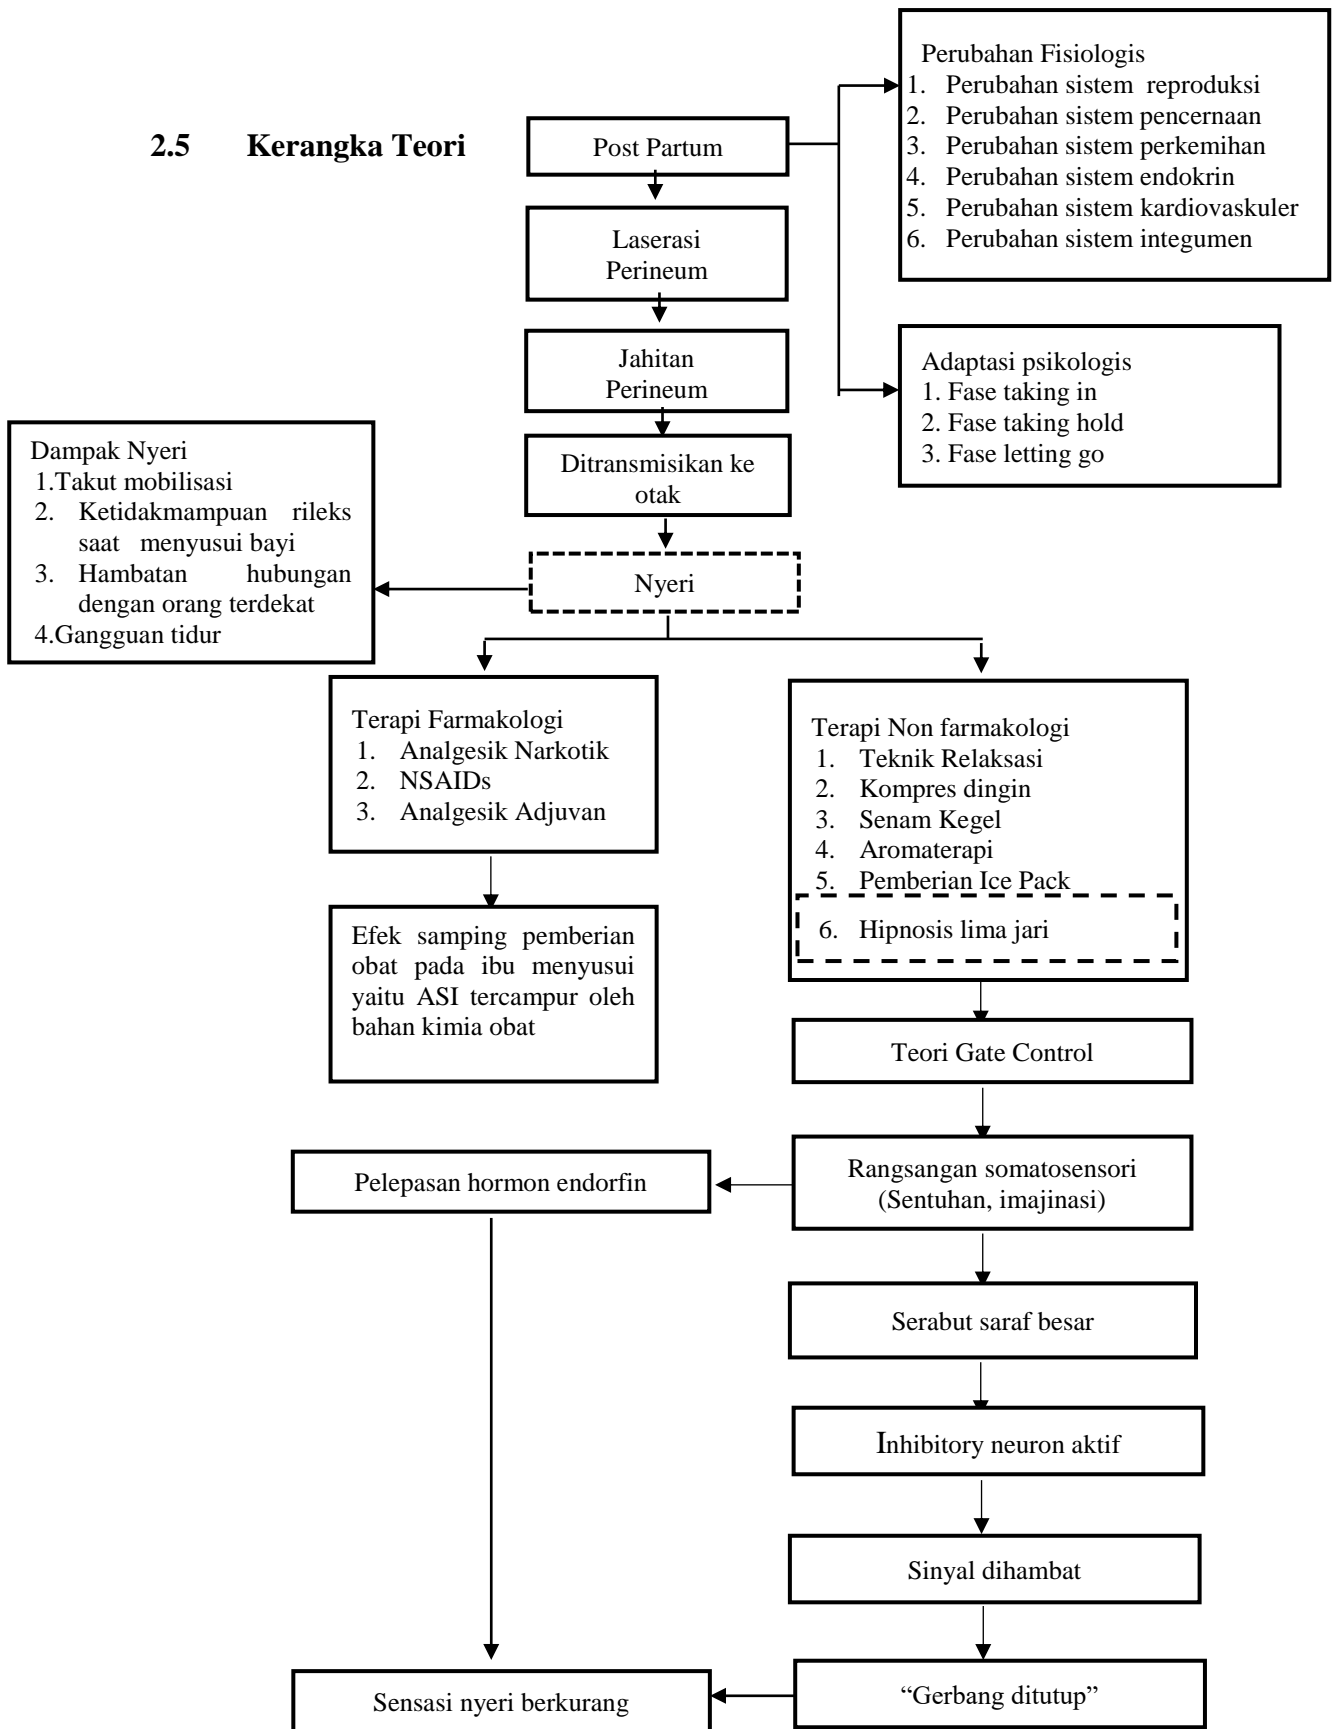 2.5 Kerangka Teori
Post Partum
Perubahan Fisiologis
1. Perubahan sistem reproduksi
2. Perubahan sistem pencernaan
3. Perubahan sistem perkemihan
4. Perubahan sistem endokrin
5. Perubahan sistem kardiovaskuler
6. Perubahan sistem integumen
Laserasi
Perineum
Jahitan
Perineum
Adaptasi psikologis
1. Fase taking in
2. Fase taking hold
3. Fase letting go
Ditransmisikan ke
otak
Dampak Nyeri
1.Takut mobilisasi
2. Ketidakmampuan rileks
saat menyusui bayi
3. Hambatan hubungan
dengan orang terdekat
4.Gangguan tidur
Nyeri
Terapi Farmakologi
1. Analgesik Narkotik
2. NSAIDs
3. Analgesik Adjuvan
Terapi Non farmakologi
1. Teknik Relaksasi
2. Kompres dingin
3. Senam Kegel
4. Aromaterapi
5. Pemberian Ice Pack
6. Hipnosis lima jari
Efek samping pemberian
obat pada ibu menyusui
yaitu ASI tercampur oleh
bahan kimia obat
Teori Gate Control
Rangsangan somatosensori
(Sentuhan, imajinasi)
Pelepasan hormon endorfin
Serabut saraf besar
Inhibitory neuron aktif
Sinyal dihambat
“Gerbang ditutup”
Sensasi nyeri berkurang